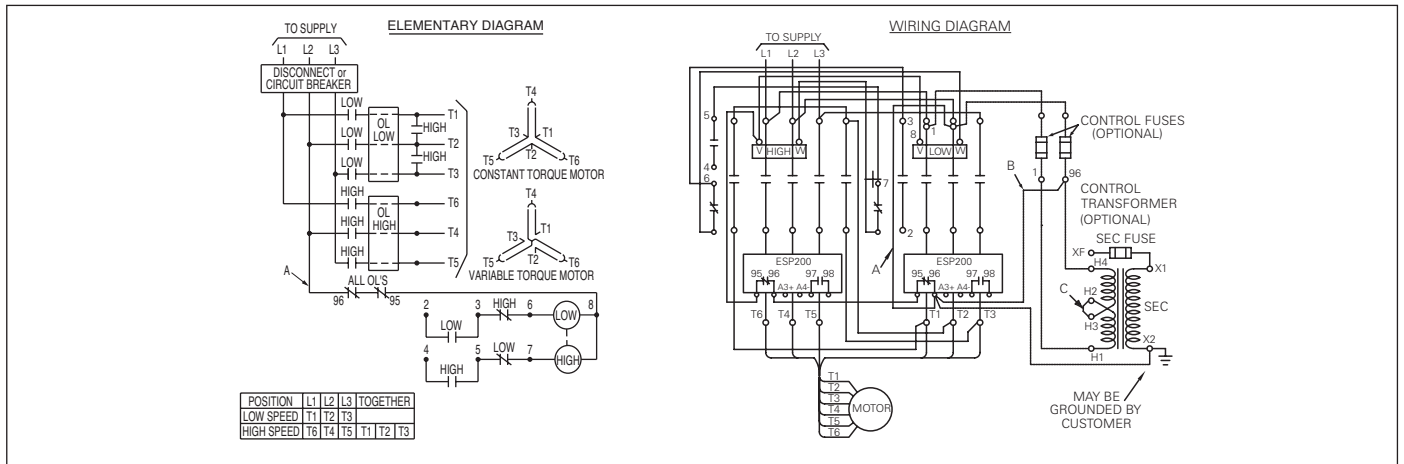 ELEMENTARY DIAGRAM
TO SUPPLY
L1 L2 L3
DISCONNECT or
CIRCUIT BREAKER
LOW
OL
LOW
T1
HIGH
LOW
T2
HIGH
LOW
T3
HIGH
T6
OL
HIGH
HIGH
T4
HIGH
T5
A
ALL OL'S
96 95
2 3 HIGH 6 LOW 8
LOW
4 5 LOW 7 HIGH
HIGH
T4
T3 T1
T2
T5 T6
CONSTANT TORQUE MOTOR
T4
T1
T3
T2
T5 T6
VARIABLE TORQUE MOTOR
POSITION L1 L2 L3 TOGETHER
LOW SPEED T1 T2 T3
HIGH SPEED T6 T4 T5 T1 T2 T3
WIRING DIAGRAM
TO SUPPLY
L1 L2 L3
5
3
1
8
V HIGH W
V LOW W
4
6
7
2
A
CONTROL FUSES
(OPTIONAL)
B
1 96
CONTROL
TRANSFORMER
(OPTIONAL)
SEC FUSE
XF
H4 X1
H2
C
SEC
H3
X2
H1
ESP200
95 96 97 98
A3+ A4-
ESP200
95 96 97 98
A3+ A4-
T6 T4 T5
T1 T2 T3
T1
T2
T3
T4
T5
T6
MOTOR
MAY BE
GROUNDED BY
CUSTOMER